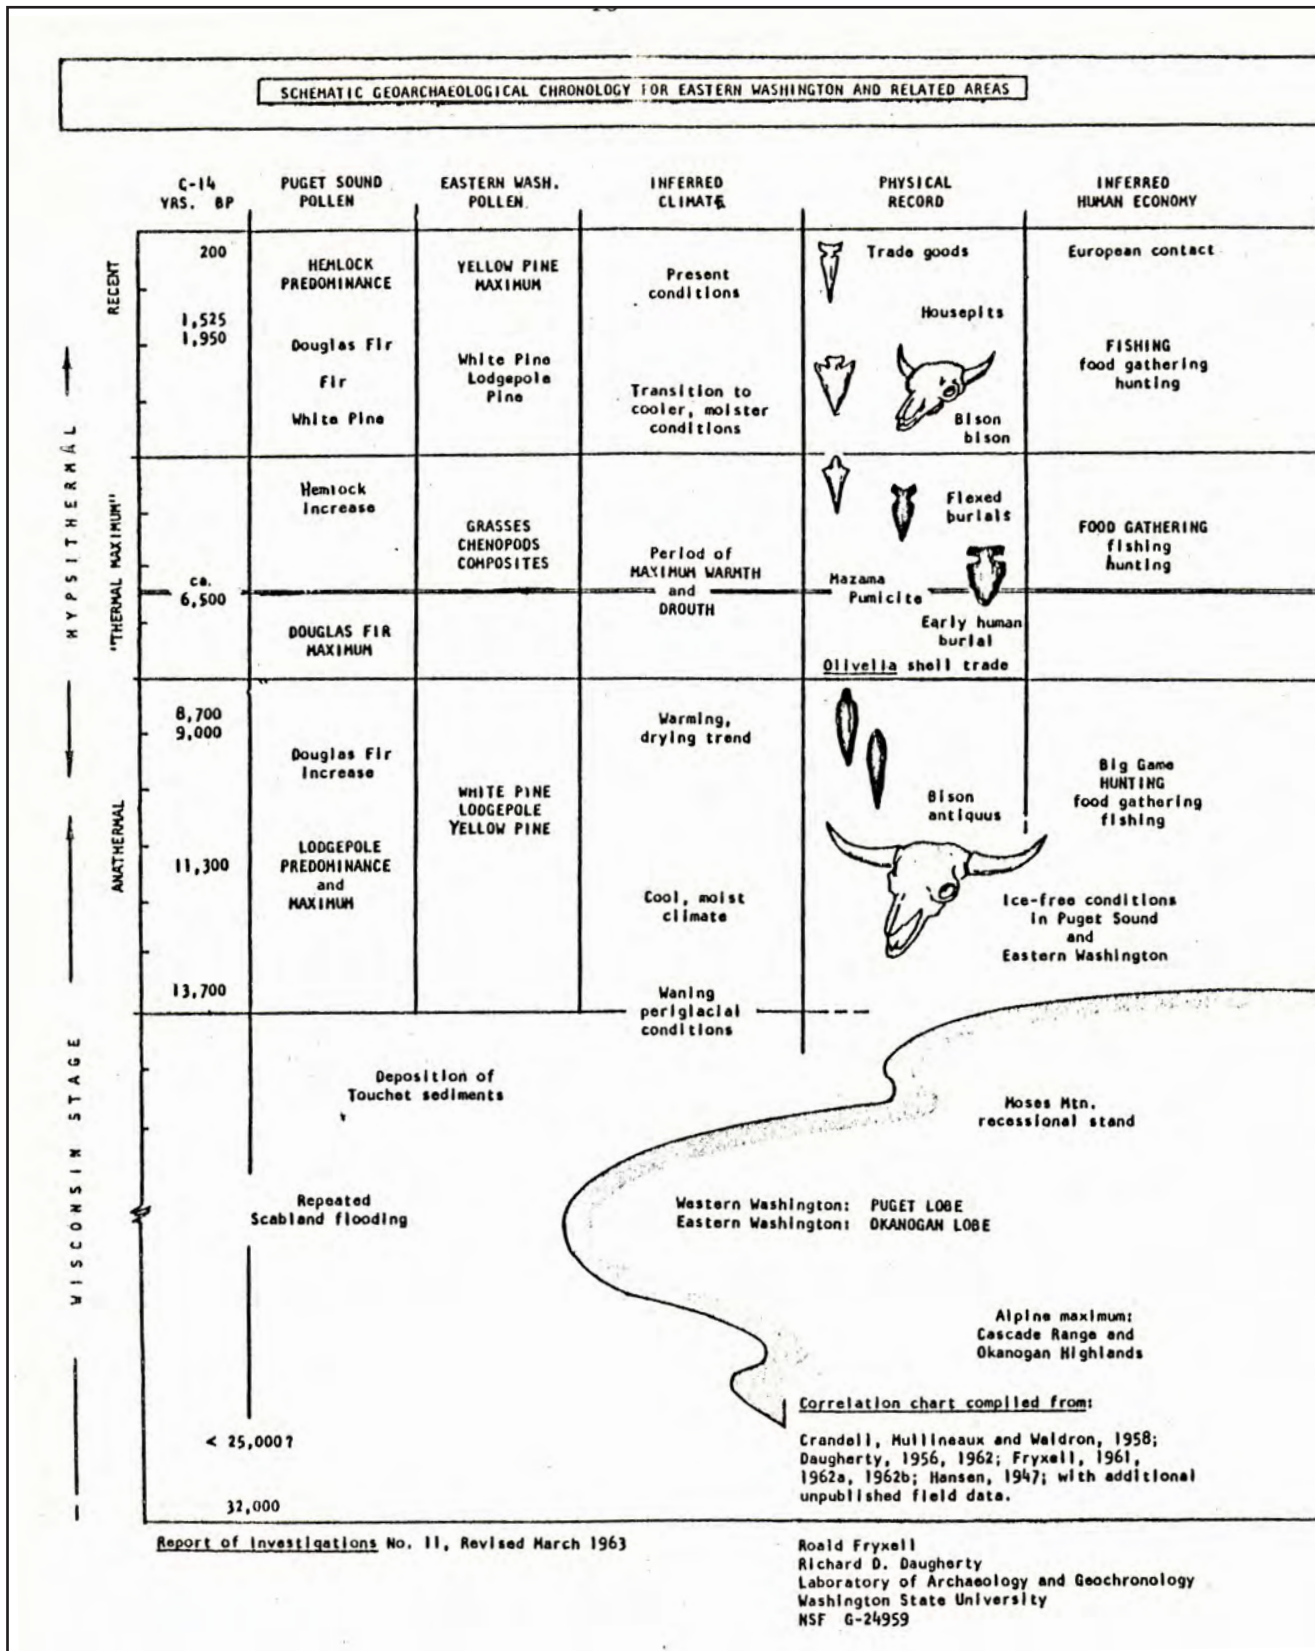 SCHEMATIC GEOARCHAEOLOGICAL CHRONOLOGY FOR EASTERN WASHINGTON AND RELATED AREAS
C-14
YRS. BP
PUGET SOUND
POLLEN
EASTERN WASH.
POLLEN
INFERRED
CLIMATE
PHYSICAL
RECORD
INFERRED
HUMAN ECONOMY
HYPSITHERMAL
WISCONSIN STAGE
RECENT
"THERMAL MAXIMUM"
ANATHERMAL
200
1,525
1,950
ca.
6,500
8,700
9,000
11,300
13,700
< 25,000?
32,000
HEMLOCK
PREDOMINANCE
Douglas Fir
Fir
White Pine
Hemlock
Increase
DOUGLAS FIR
MAXIMUM
Douglas Fir
Increase
LODGEPOLE
PREDOMINANCE
and
MAXIMUM
YELLOW PINE
MAXIMUM
White Pine
Lodgepole
Pine
GRASSES
CHENOPODS
COMPOSITES
WHITE PINE
LODGEPOLE
YELLOW PINE
Present
conditions
Transition to
cooler, moister
conditions
Period of
MAXIMUM WARMTH
and
DROUTH
Warming,
drying trend
Cool, moist
climate
Waning
periglacial
conditions
Trade goods
Housepits
Bison
bison
Flexed
burials
Mazama
Pumicite
Early human
burial
Olivella shell trade
Bison
antiquus
European contact
FISHING
food gathering
hunting
FOOD GATHERING
fishing
hunting
Big Game
HUNTING
food gathering
fishing
Ice-free conditions
in Puget Sound
and
Eastern Washington
Deposition of
Touchet sediments
Repeated
Scabland flooding
Moses Mtn.
recessional stand
Western Washington: PUGET LOBE
Eastern Washington: OKANOGAN LOBE
Alpine maximum:
Cascade Range and
Okanogan Highlands
Correlation chart compiled from:
Crandell, Mullineaux and Waldron, 1958;
Daugherty, 1956, 1962; Fryxell, 1961,
1962a, 1962b; Hansen, 1947; with additional
unpublished field data.
Report of Investigations No. 11, Revised March 1963
Roald Fryxell
Richard D. Daugherty
Laboratory of Archaeology and Geochronology
Washington State University
NSF G-24959